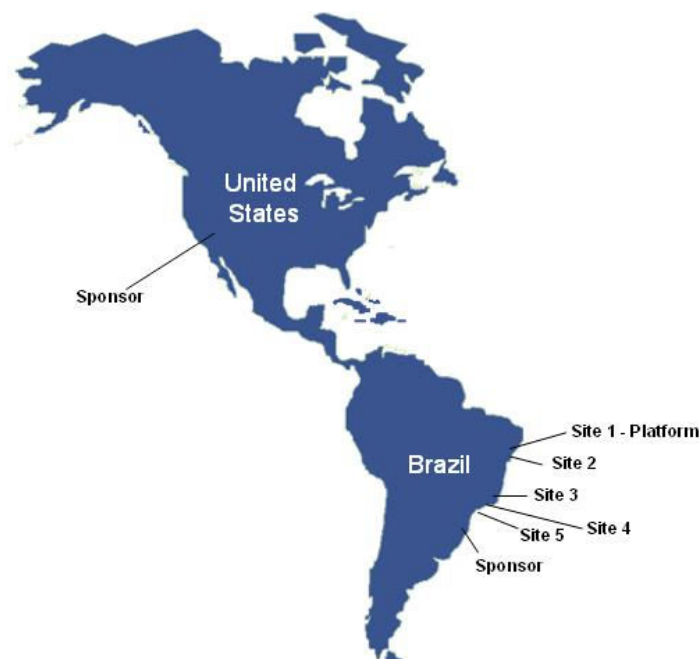 United
States
Sponsor
Site 1 - Platform
Brazil
Site 2
Site 3
Site 4
Site 5
Sponsor